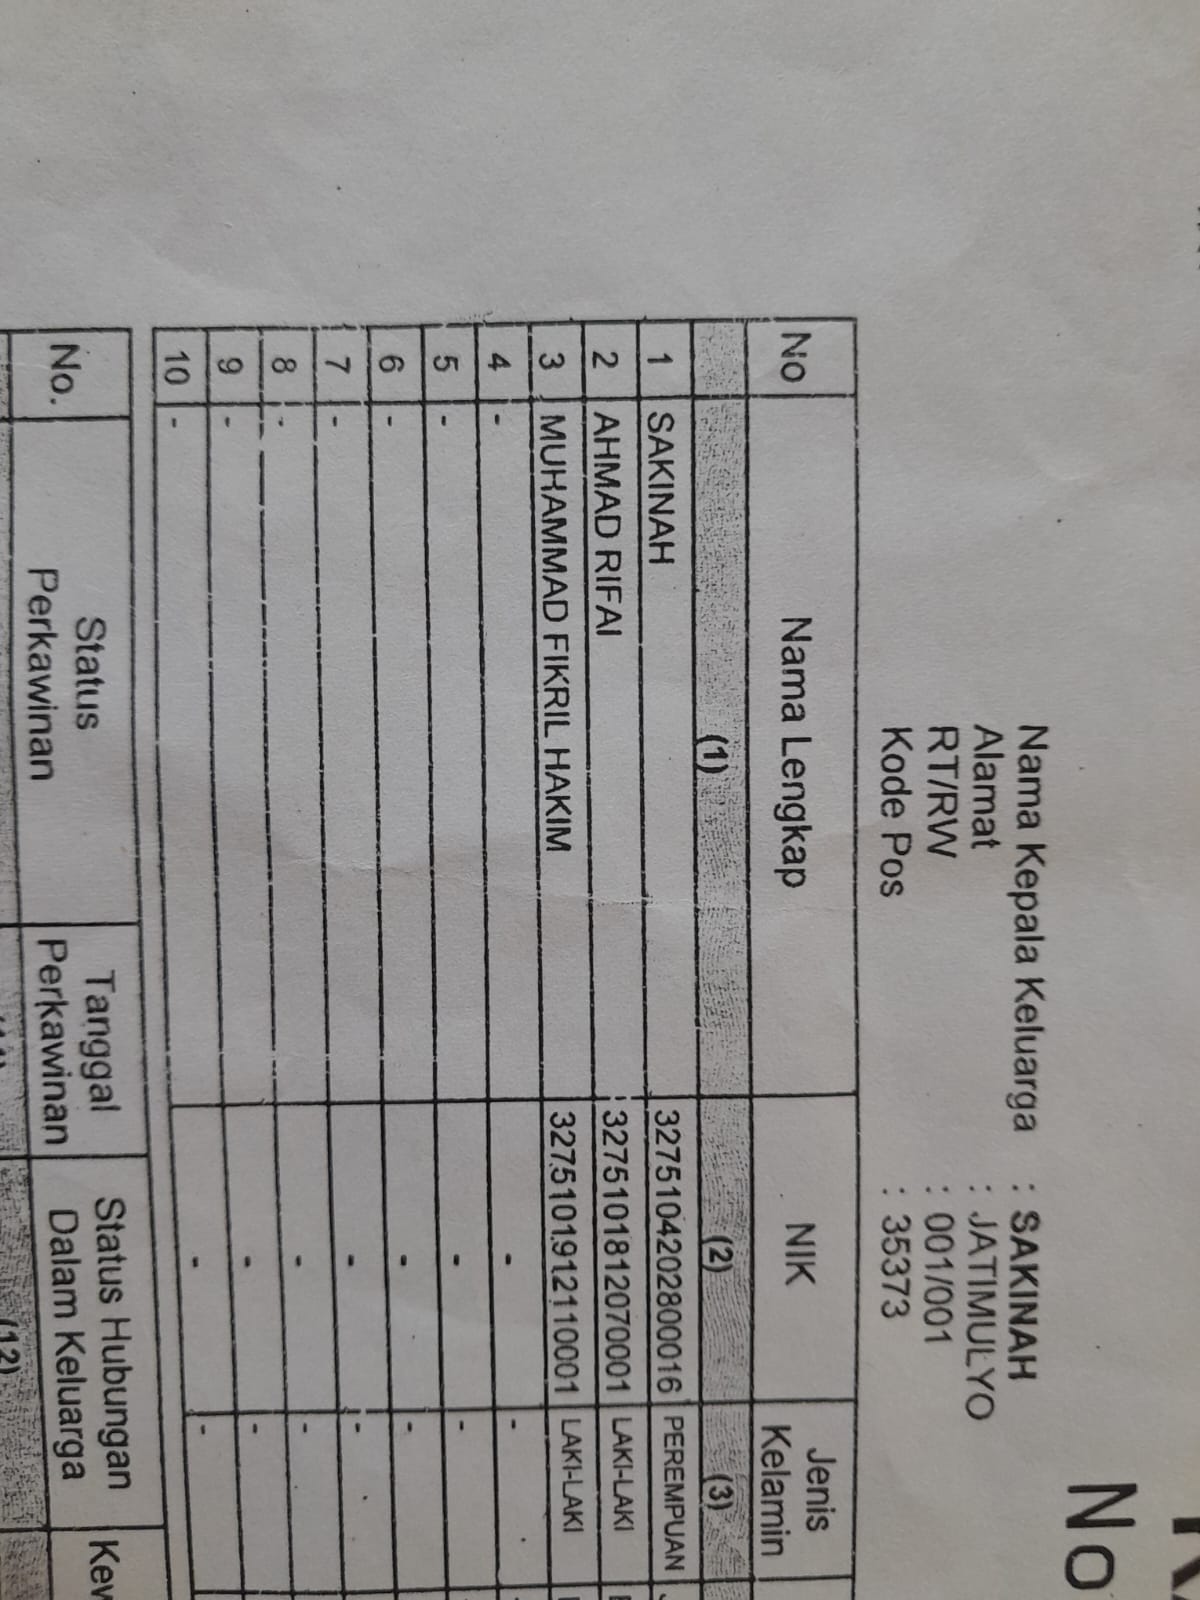 No
Nama Kepala Keluarga : SAKINAH
Alamat : JATIMULYO
RT/RW : 001/001
Kode Pos : 35373
No Nama Lengkap NIK Jenis Kelamin
(1) (2) (3)
1 SAKINAH 3275104202800016 PEREMPUAN
2 AHMAD RIFAI 3275101812070001 LAKI-LAKI
3 MUHAMMAD FIKRIL HAKIM 3275101912110001 LAKI-LAKI
4 - - -
5 - - -
6 - - -
7 - - -
8 - - -
9 - - -
10 - - -
No. Status Perkawinan Tanggal Perkawinan Status Hubungan Dalam Keluarga
(12)